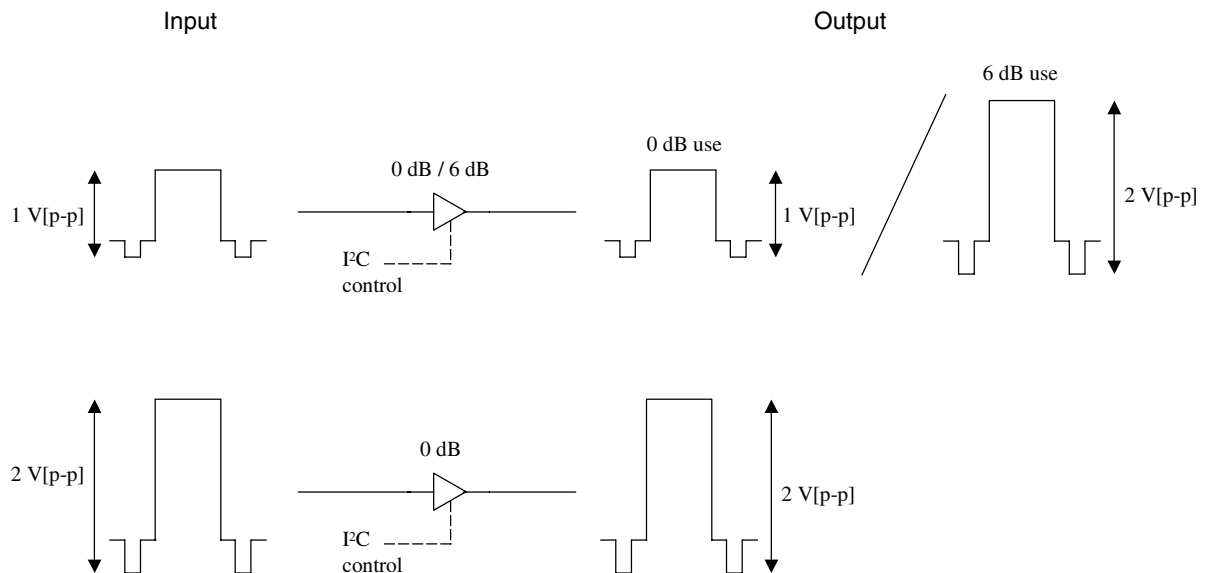 Input
Output
6 dB use
0 dB use
0 dB / 6 dB
1 V[p-p]
1 V[p-p]
2 V[p-p]
I²C
control
0 dB
2 V[p-p]
2 V[p-p]
I²C
control